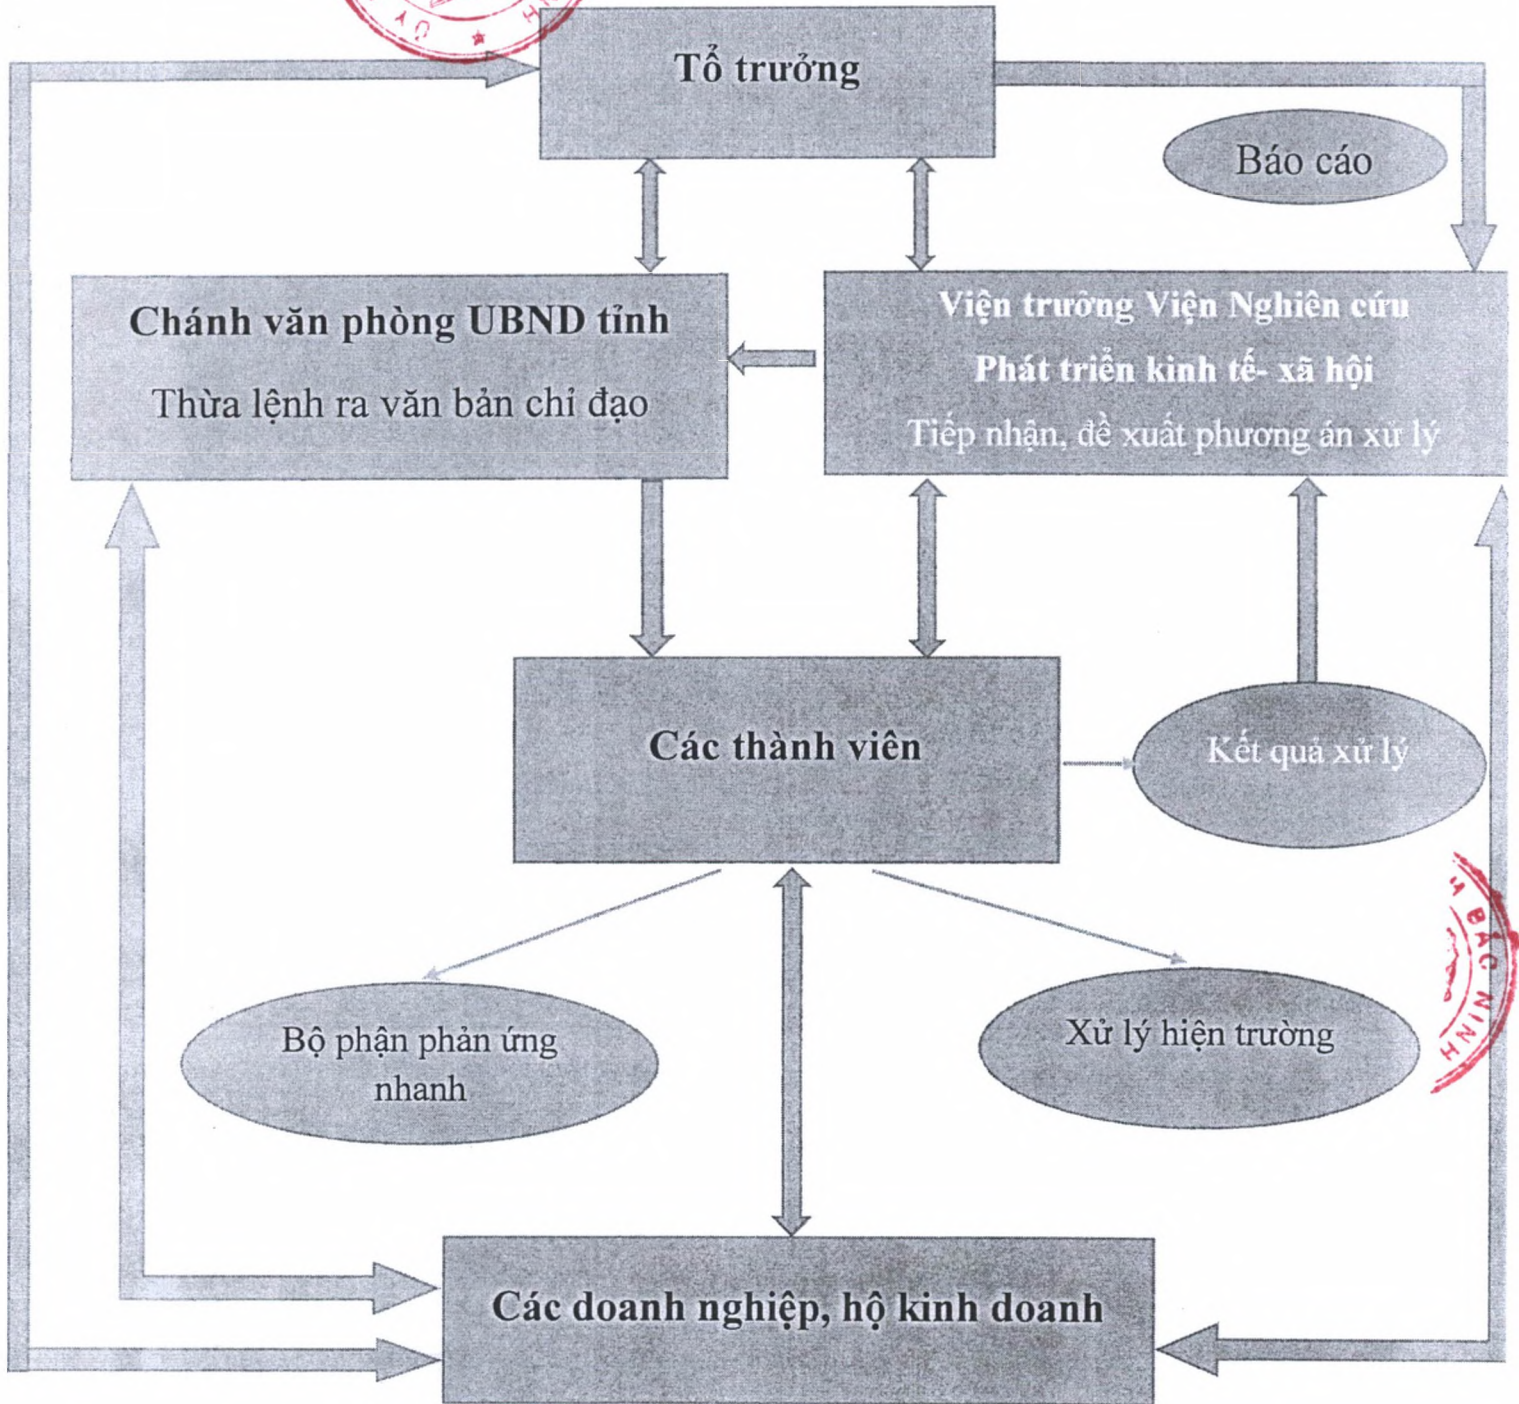 Tổ trưởng
Báo cáo
Chánh văn phòng UBND tỉnh
Thừa lệnh ra văn bản chỉ đạo
Viện trưởng Viện Nghiên cứu
Phát triển kinh tế- xã hội
Tiếp nhận, đề xuất phương án xử lý
Các thành viên
Kết quả xử lý
BẮC NINH
Bộ phận phản ứng
nhanh
Xử lý hiện trường
Các doanh nghiệp, hộ kinh doanh